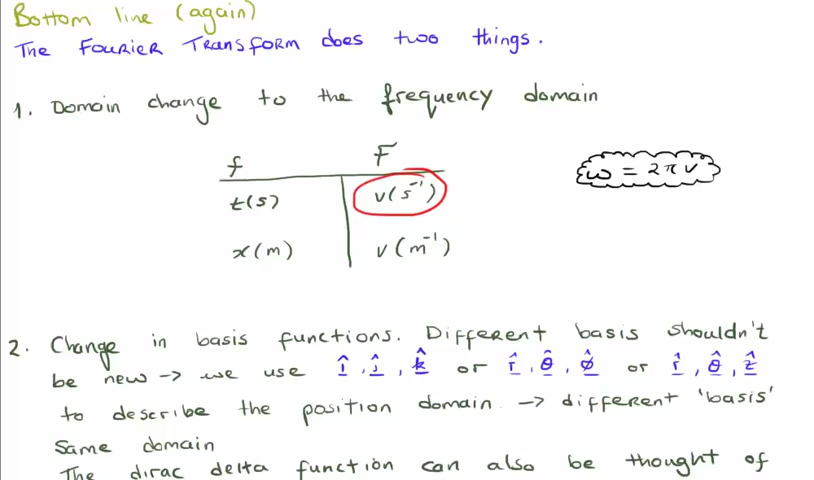 Bottom line (again)
The Fourier Transform does two things.
1. Domain change to the frequency domain
f F
t(s) ν(s⁻¹)
ω = 2πν
x(m) ν(m⁻¹)
2. Change in basis functions. Different basis shouldn't
be new → we use î, ĵ, k̂ or r̂, θ̂, φ̂ or r̂, θ̂, ẑ
to describe the position domain → different 'basis'
Same domain
The dirac delta function can also be thought of